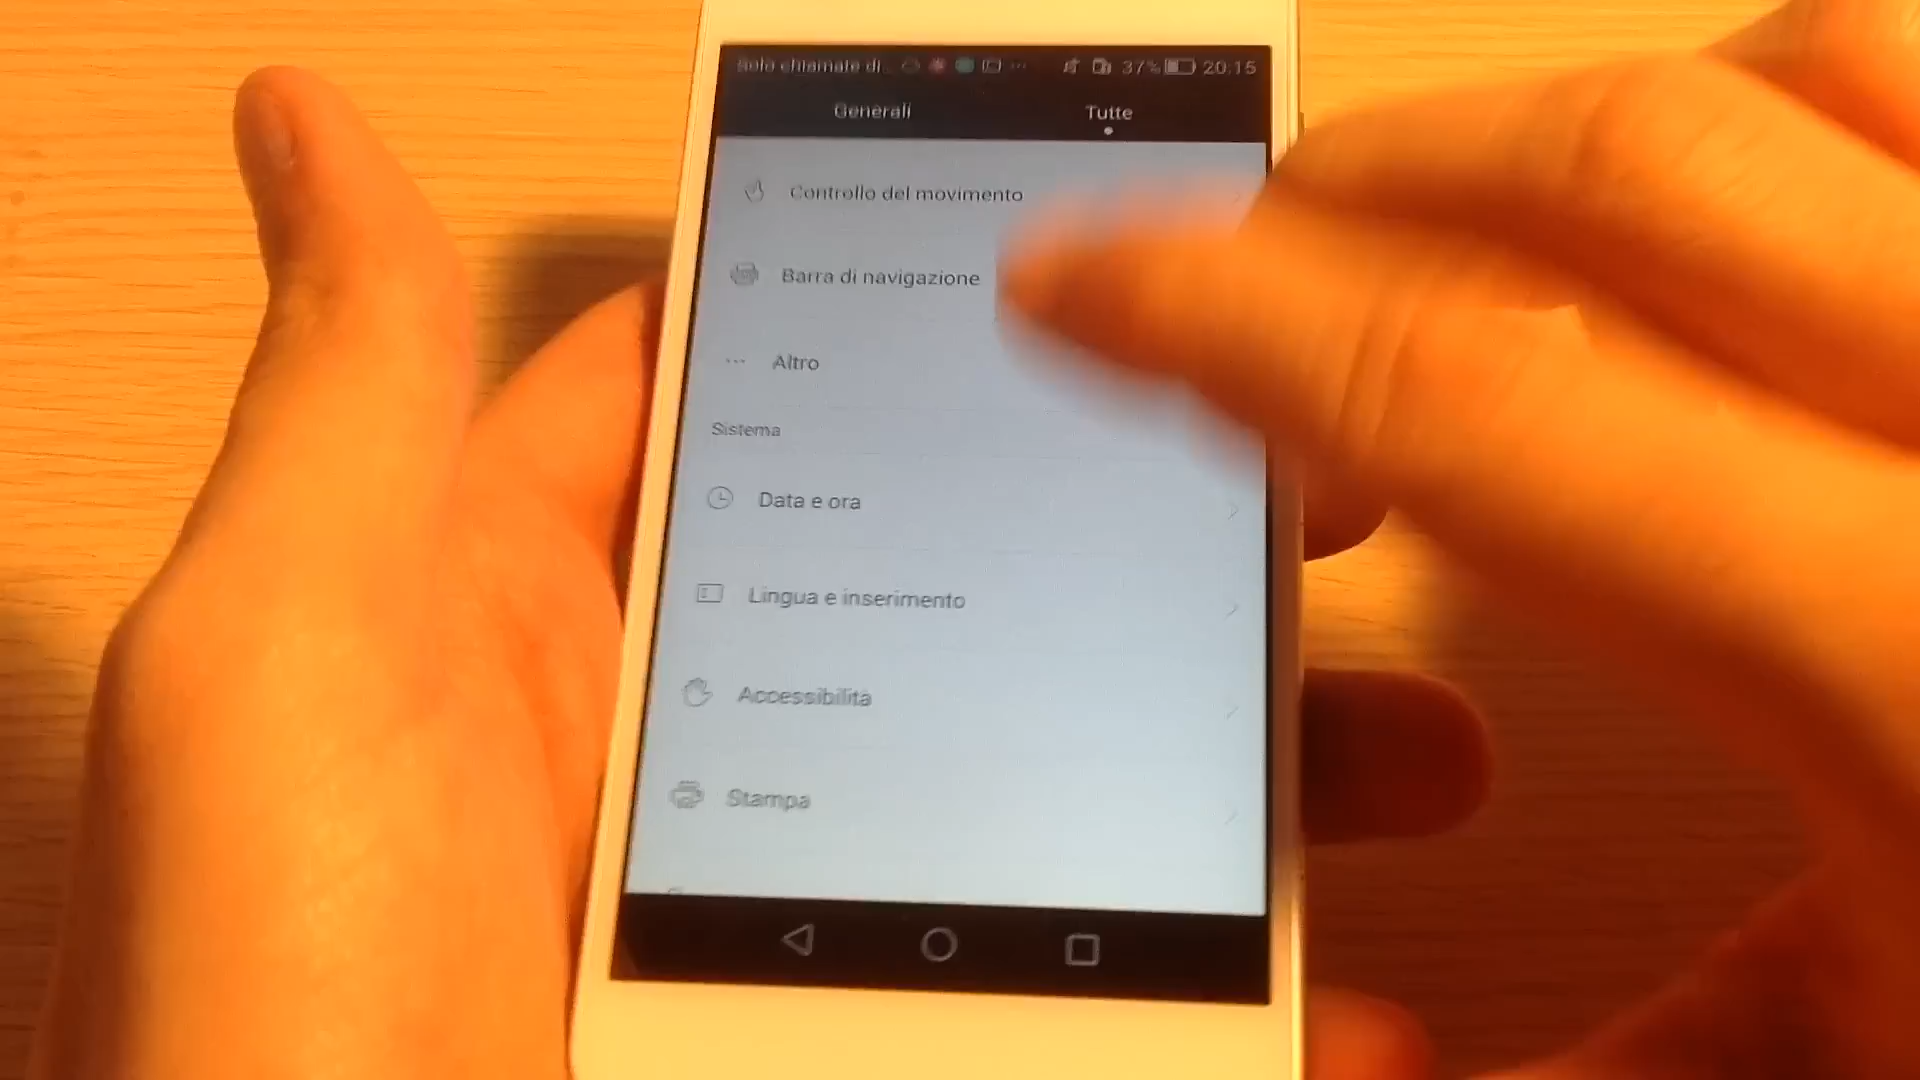 Solo chiamate di... 37% 20:15
Generali Tutte
Controllo del movimento
Barra di navigazione
Altro
Sistema
Data e ora
Lingua e inserimento
Accessibilità
Stampa